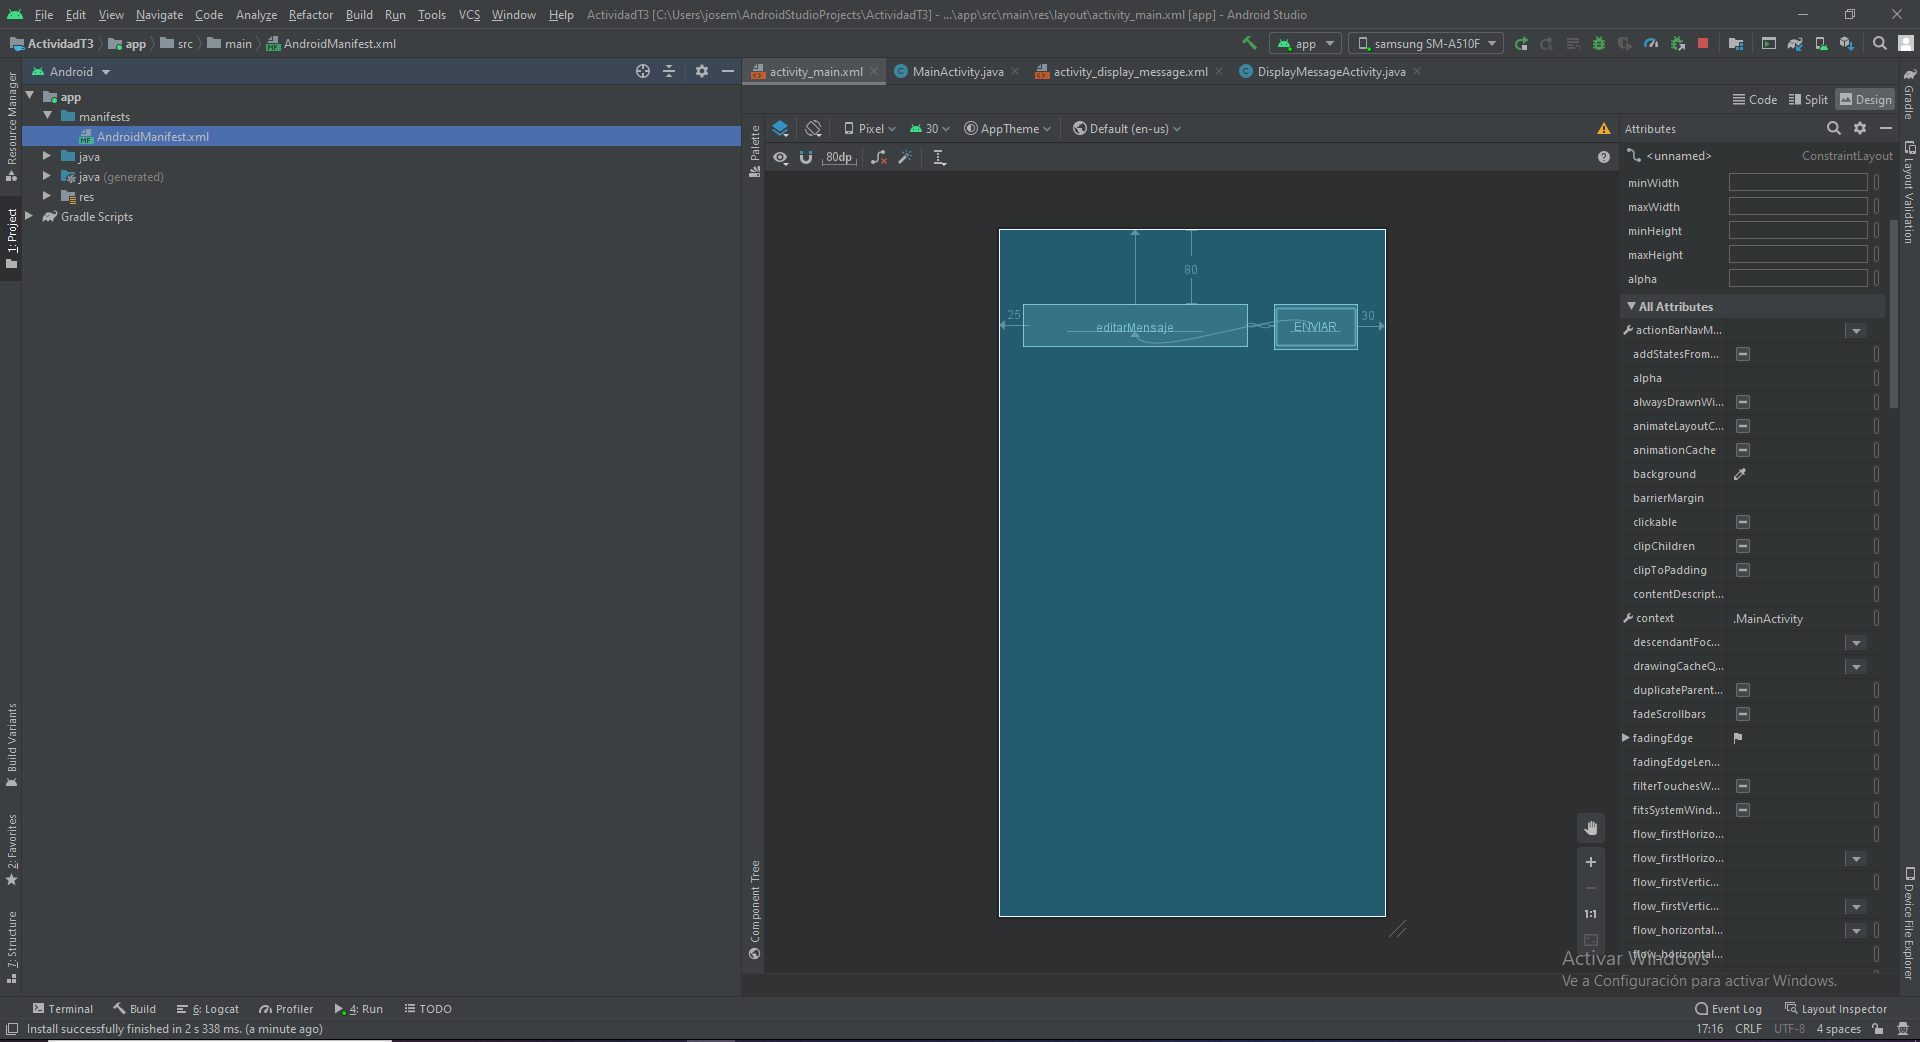 File Edit View Navigate Code Analyze Refactor Build Run Tools VCS Window Help ActividadT3 [C:\Users\josem\AndroidStudioProjects\ActividadT3] - ...\app\src\main\res\layout\activity_main.xml [app] - Android Studio
ActividadT3 app src main AndroidManifest.xml app samsung SM-A510F
Android
activity_main.xml MainActivity.java activity_display_message.xml DisplayMessageActivity.java
Code Split Design
app
manifests
AndroidManifest.xml
java
java (generated)
res
Gradle Scripts
Resource Manager
1: Project
Build Variants
2: Favorites
7: Structure
Palette
Component Tree
Pixel 30 AppTheme Default (en-us)
80dp
80
25
editarMensaje
ENVIAR
30
1:1
Attributes
<unnamed> ConstraintLayout
minWidth
maxWidth
minHeight
maxHeight
alpha
All Attributes
actionBarNavM...
addStatesFrom...
alpha
alwaysDrawnWi...
animateLayoutC...
animationCache
background
barrierMargin
clickable
clipChildren
clipToPadding
contentDescript...
context .MainActivity
descendantFoc...
drawingCacheQ...
duplicateParent...
fadeScrollbars
fadingEdge
fadingEdgeLen...
filterTouchesW...
fitsSystemWind...
flow_firstHorizo...
flow_firstHorizo...
flow_firstVertic...
flow_firstVertic...
flow_horizontal...
flow_horizontal...
Activar Windows
Ve a Configuración para activar Windows.
Gradle
Layout Validation
Device File Explorer
Terminal Build 6: Logcat Profiler 4: Run TODO Event Log Layout Inspector
Install successfully finished in 2 s 338 ms. (a minute ago) 17:16 CRLF UTF-8 4 spaces